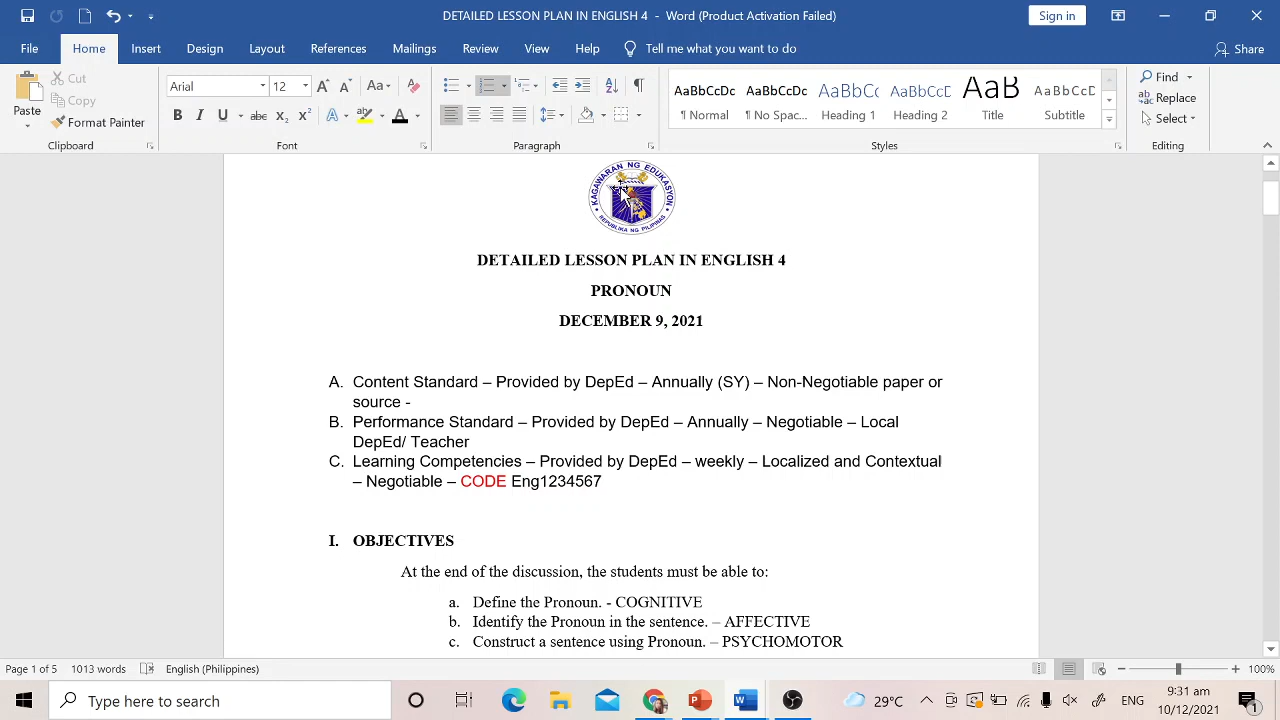 DETAILED LESSON PLAN IN ENGLISH 4 - Word (Product Activation Failed)
Sign in
File Home Insert Design Layout References Mailings Review View Help Tell me what you want to do Share
Paste
Cut
Copy
Format Painter
Clipboard
Arial 12
Font
Paragraph
AaBbCcDc AaBbCcDc AaBbCc AaBbCcD AaB AaBbCcD
¶ Normal ¶ No Spac... Heading 1 Heading 2 Title Subtitle
Styles
Find
Replace
Select
Editing
KAGAWARAN NG EDUKASYON
REPUBLIKA NG PILIPINAS
DETAILED LESSON PLAN IN ENGLISH 4
PRONOUN
DECEMBER 9, 2021
A. Content Standard – Provided by DepEd – Annually (SY) – Non-Negotiable paper or
source -
B. Performance Standard – Provided by DepEd – Annually – Negotiable – Local
DepEd/ Teacher
C. Learning Competencies – Provided by DepEd – weekly – Localized and Contextual
– Negotiable – CODE Eng1234567
I. OBJECTIVES
At the end of the discussion, the students must be able to:
a. Define the Pronoun. - COGNITIVE
b. Identify the Pronoun in the sentence. – AFFECTIVE
c. Construct a sentence using Pronoun. – PSYCHOMOTOR
Page 1 of 5 1013 words English (Philippines) 100%
Type here to search
29°C
ENG
9:31 am
10/12/2021
1